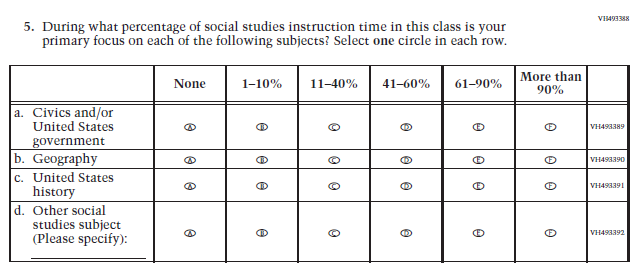 VH493388
5. During what percentage of social studies instruction time in this class is your
primary focus on each of the following subjects? Select one circle in each row.
None 1–10% 11–40% 41–60% 61–90% More than
90%
a. Civics and/or
United States
government
Ⓐ Ⓑ Ⓒ Ⓓ Ⓔ Ⓕ VH493389
b. Geography Ⓐ Ⓑ Ⓒ Ⓓ Ⓔ Ⓕ VH493390
c. United States
history
Ⓐ Ⓑ Ⓒ Ⓓ Ⓔ Ⓕ VH493391
d. Other social
studies subject
(Please specify):
Ⓐ Ⓑ Ⓒ Ⓓ Ⓔ Ⓕ VH493392